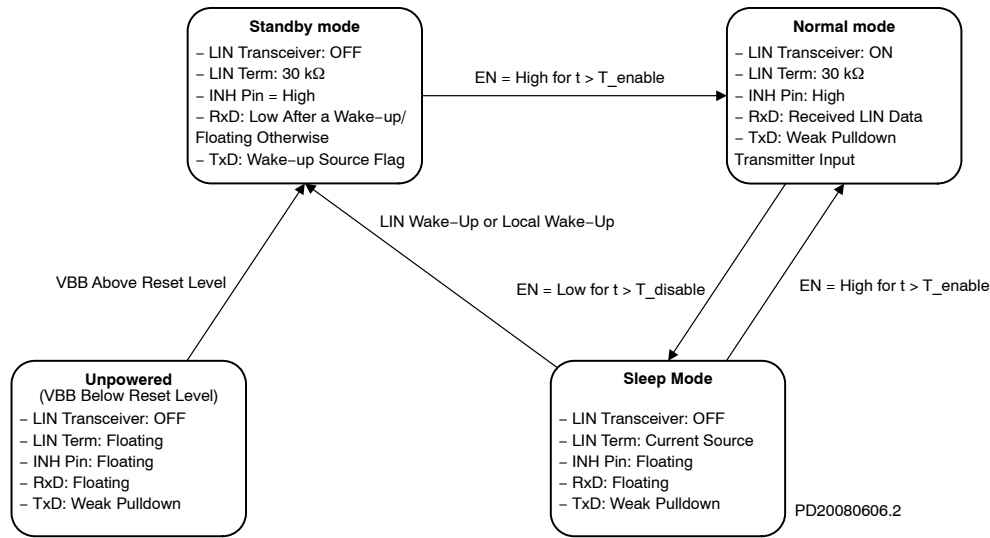 Standby mode
− LIN Transceiver: OFF
− LIN Term: 30 kΩ
− INH Pin = High
− RxD: Low After a Wake−up/
Floating Otherwise
− TxD: Wake−up Source Flag
EN = High for t > T_enable
Normal mode
− LIN Transceiver: ON
− LIN Term: 30 kΩ
− INH Pin: High
− RxD: Received LIN Data
− TxD: Weak Pulldown
Transmitter Input
LIN Wake−Up or Local Wake−Up
VBB Above Reset Level
EN = Low for t > T_disable
EN = High for t > T_enable
Unpowered
(VBB Below Reset Level)
− LIN Transceiver: OFF
− LIN Term: Floating
− INH Pin: Floating
− RxD: Floating
− TxD: Weak Pulldown
Sleep Mode
− LIN Transceiver: OFF
− LIN Term: Current Source
− INH Pin: Floating
− RxD: Floating
− TxD: Weak Pulldown
PD20080606.2